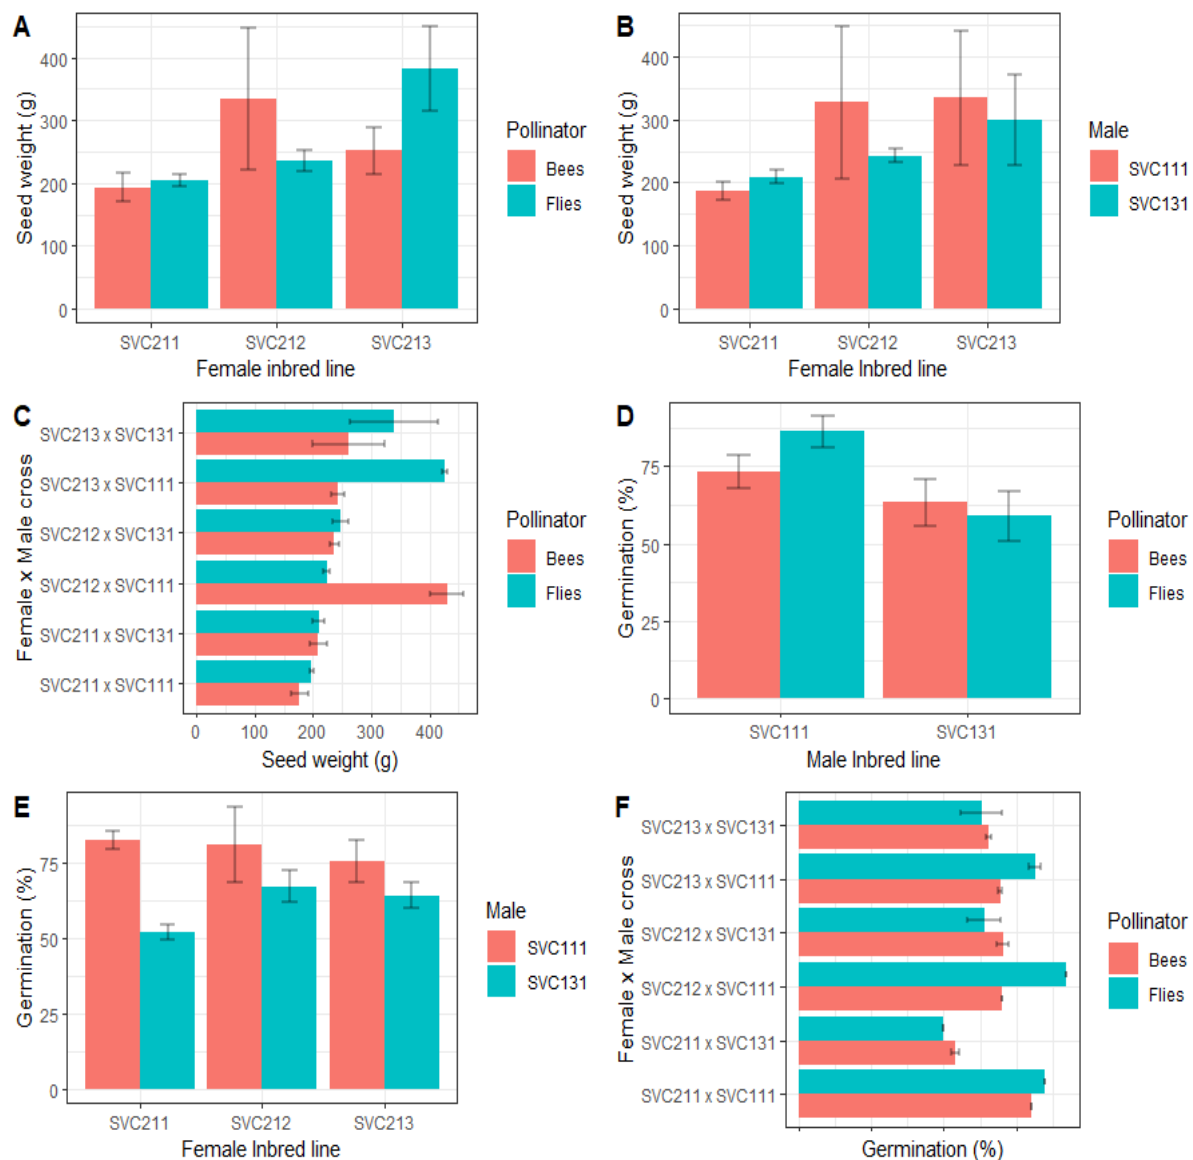 A
Seed weight (g)
400
300
200
100
0
SVC211
SVC212
SVC213
Female inbred line
Pollinator
Bees
Flies
B
Seed weight (g)
400
300
200
100
0
SVC211
SVC212
SVC213
Female Inbred line
Male
SVC111
SVC131
C
Female x Male cross
SVC213 x SVC131
SVC213 x SVC111
SVC212 x SVC131
SVC212 x SVC111
SVC211 x SVC131
SVC211 x SVC111
0
100
200
300
400
Seed weight (g)
Pollinator
Bees
Flies
D
Germination (%)
75
50
25
0
SVC111
SVC131
Male Inbred line
Pollinator
Bees
Flies
E
Germination (%)
75
50
25
0
SVC211
SVC212
SVC213
Female Inbred line
Male
SVC111
SVC131
F
Female x Male cross
SVC213 x SVC131
SVC213 x SVC111
SVC212 x SVC131
SVC212 x SVC111
SVC211 x SVC131
SVC211 x SVC111
Germination (%)
Pollinator
Bees
Flies